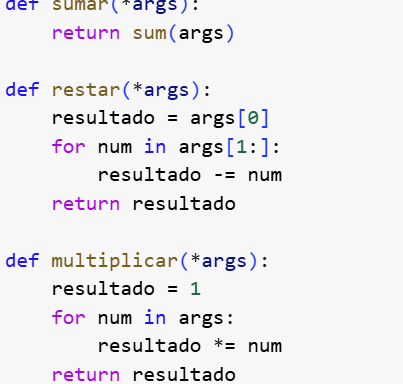 def sumar(*args):
    return sum(args)

def restar(*args):
    resultado = args[0]
    for num in args[1:]:
        resultado -= num
    return resultado

def multiplicar(*args):
    resultado = 1
    for num in args:
        resultado *= num
    return resultado